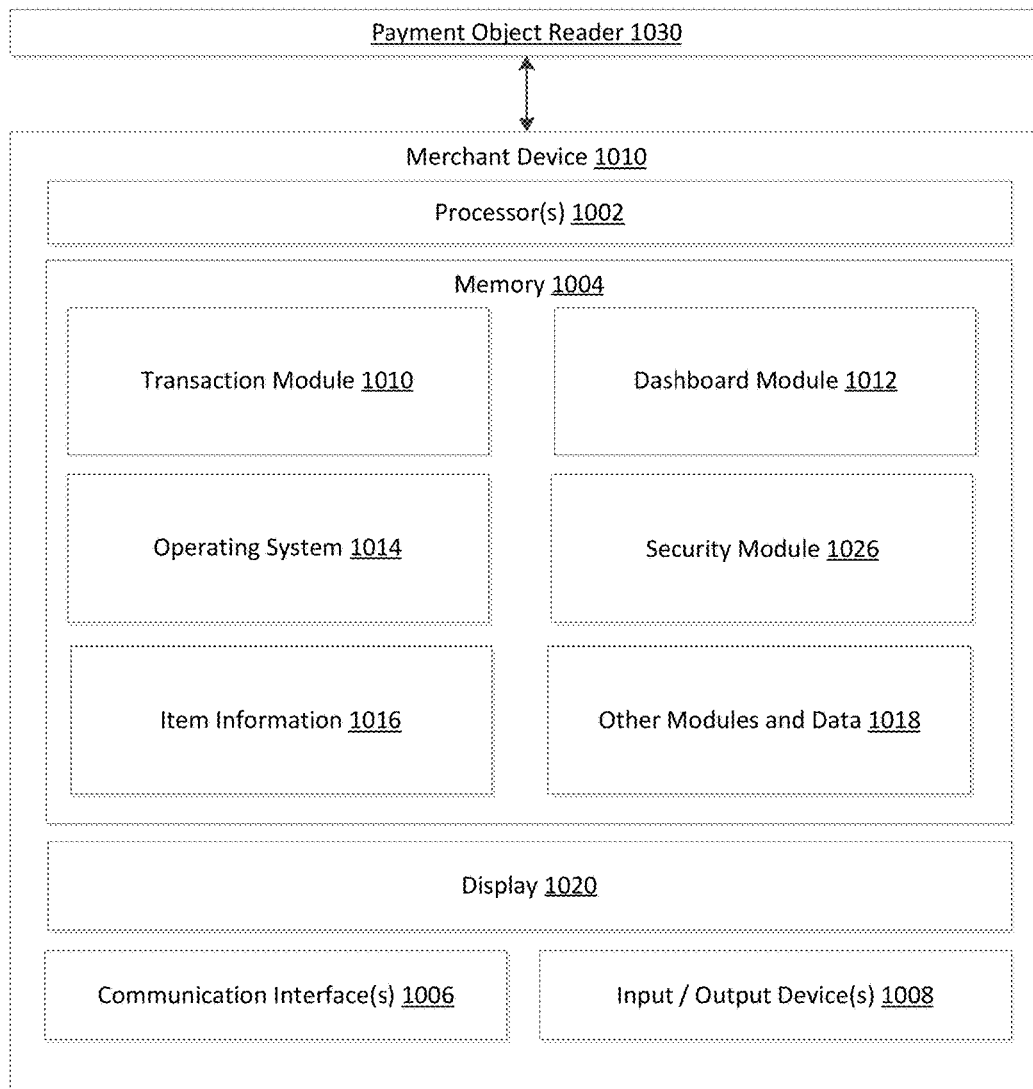 Payment Object Reader 1030
Merchant Device 1010
Processor(s) 1002
Memory 1004
Transaction Module 1010
Dashboard Module 1012
Operating System 1014
Security Module 1026
Item Information 1016
Other Modules and Data 1018
Display 1020
Communication Interface(s) 1006
Input / Output Device(s) 1008